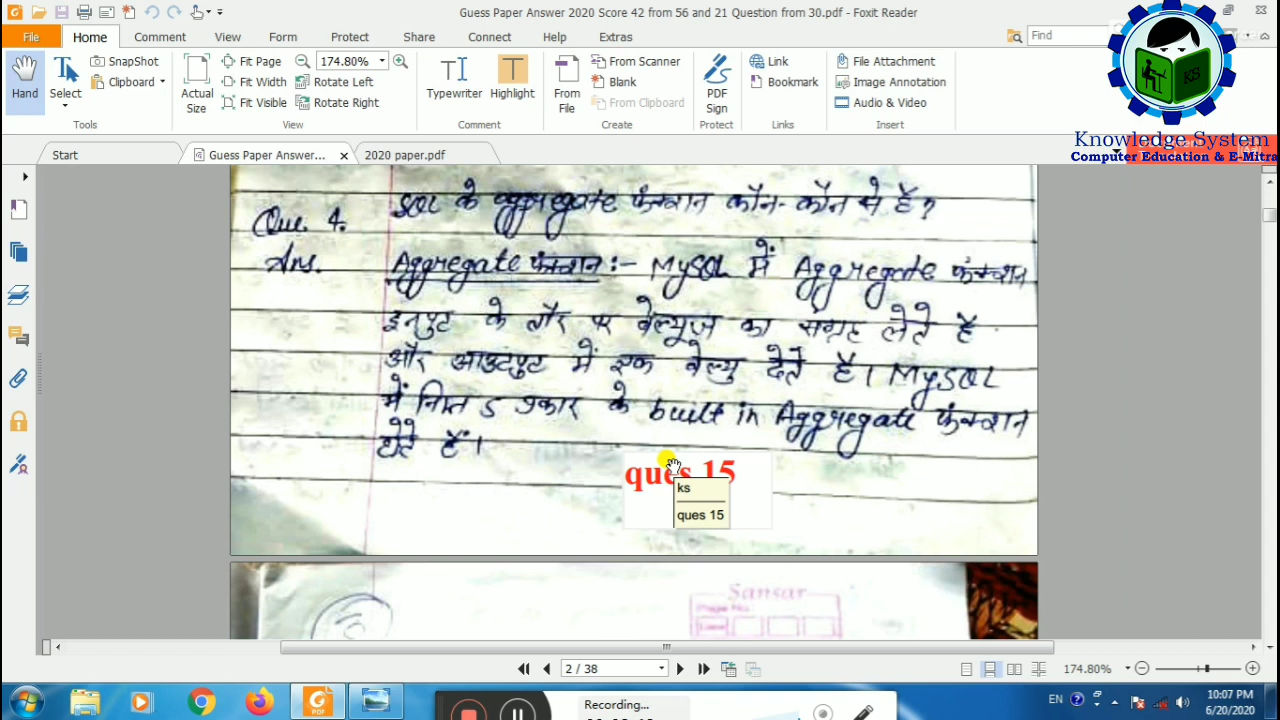 Guess Paper Answer 2020 Score 42 from 56 and 21 Question from 30.pdf - Foxit Reader
File Home Comment View Form Protect Share Connect Help Extras Find
Hand Select SnapShot Clipboard Actual Size Fit Page Fit Width Fit Visible 174.80% Rotate Left Rotate Right Typewriter Highlight From File From Scanner Blank From Clipboard PDF Sign Link Bookmark File Attachment Image Annotation Audio & Video
Tools View Comment Create Protect Links Insert
KS
Knowledge System
Computer Education & E-Mitra
Start Guess Paper Answer... 2020 paper.pdf
Que. 4. SQL के aggregate फंक्शन कौन-कौन से है?
Ans. Aggregate फंक्शन :- MySQL में Aggregate फंक्शन
इनपुट के तौर पर वेल्यूज का संग्रह लेते है
और आउटपुट में एक वेल्यु देते है। MySQL
में निम्न 5 प्रकार के built in Aggregate फंक्शन
होते हैं।
ques 15
ks
ques 15
Sansar
Page No.
2 / 38 174.80%
Recording...
EN 10:07 PM
6/20/2020